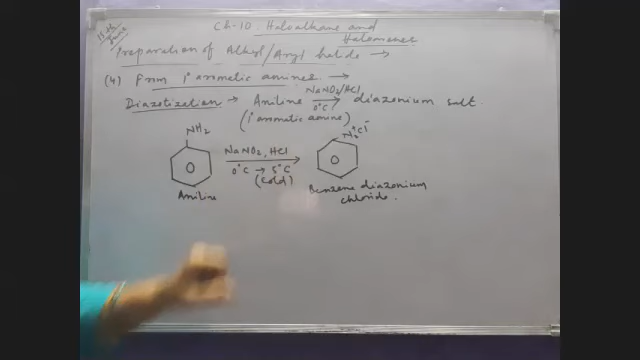 Ch-10. Haloalkane and
Haloarenes
Preparation of Alkyl/Aryl halide →
(4) From 1° aromatic amines. →
NaNO2/HCl
Diazotization → Aniline → diazonium salt.
0°C
(1° aromatic amine)
NH2
N2+Cl-
NaNO2, HCl
0°C → 5°C
(Cold)
Aniline
Benzene diazonium
chloride.